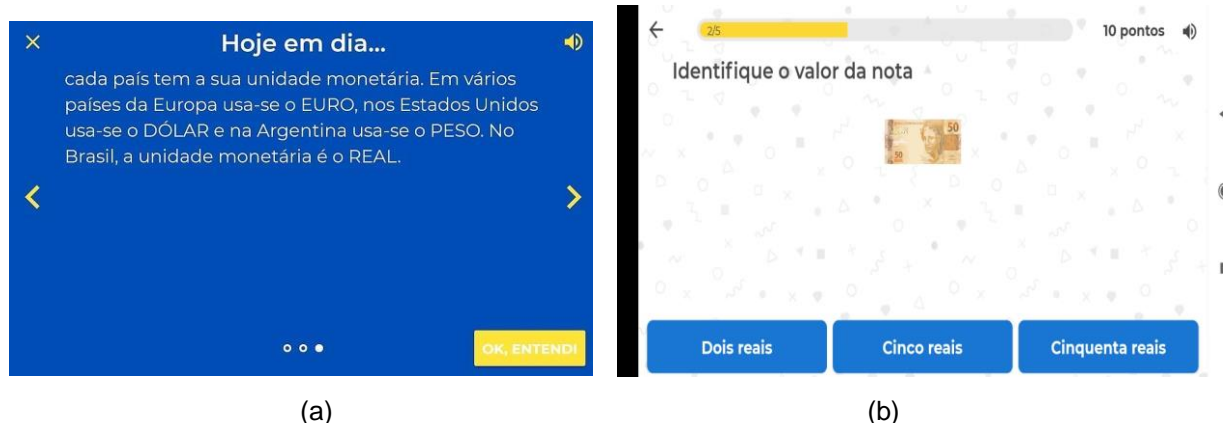 Hoje em dia...
cada país tem a sua unidade monetária. Em vários
países da Europa usa-se o EURO, nos Estados Unidos
usa-se o DÓLAR e na Argentina usa-se o PESO. No
Brasil, a unidade monetária é o REAL.
OK, ENTENDI
(a)
2/5
10 pontos
Identifique o valor da nota
50
50
Dois reais
Cinco reais
Cinquenta reais
(b)